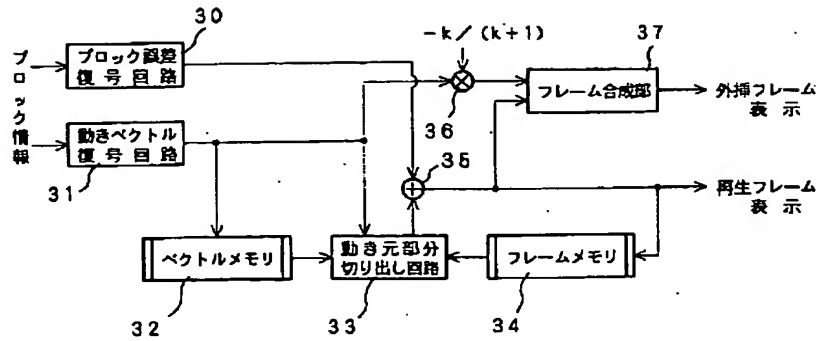 30
ブロック誤差
復号回路
ブロック情報
動きベクトル
復号回路
31
−k/(k+1)
36
37
フレーム合成部
外挿フレーム
表示
35
再生フレーム
表示
ベクトルメモリ
32
動き元部分
切り出し回路
33
フレームメモリ
34